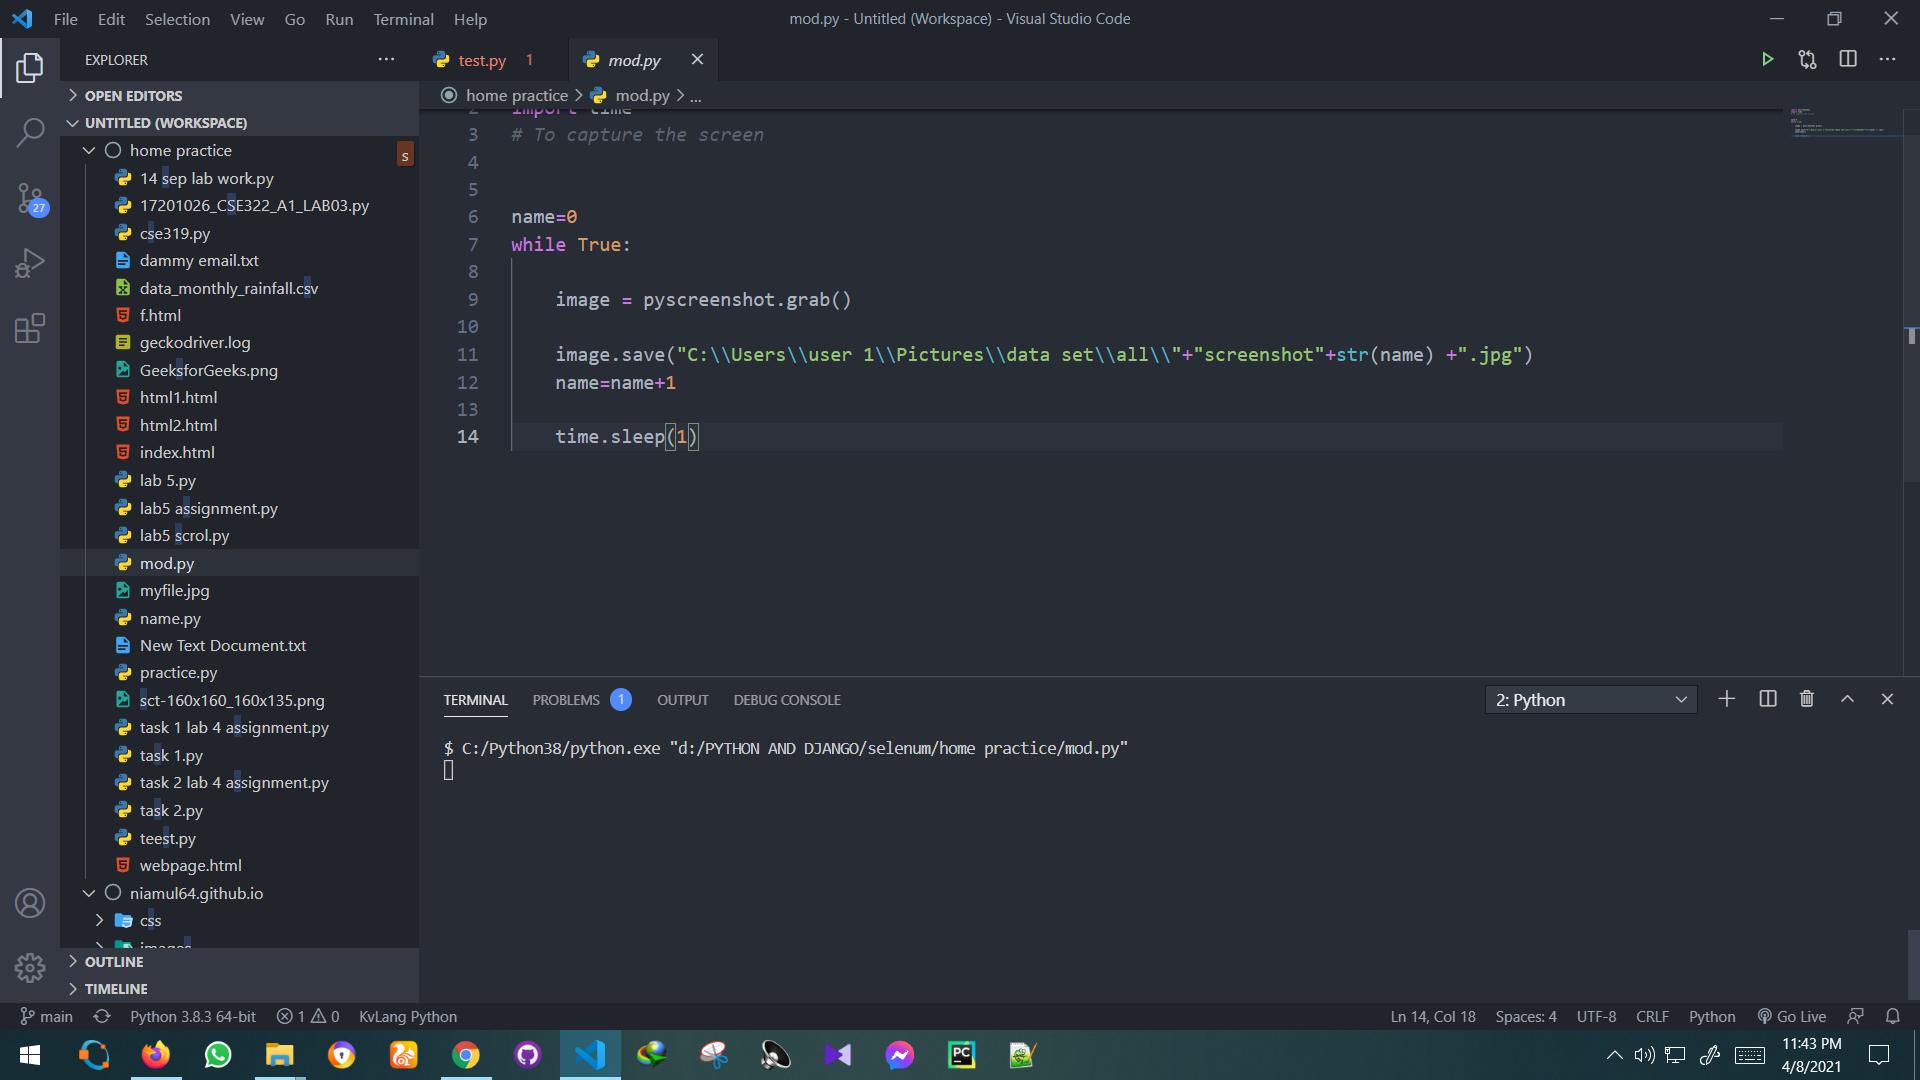 File Edit Selection View Go Run Terminal Help
mod.py - Untitled (Workspace) - Visual Studio Code
EXPLORER
test.py 1
mod.py
OPEN EDITORS
home practice > mod.py > ...
UNTITLED (WORKSPACE)
home practice
s
14 sep lab work.py
17201026_CSE322_A1_LAB03.py
cse319.py
dammy email.txt
data_monthly_rainfall.csv
f.html
geckodriver.log
GeeksforGeeks.png
html1.html
html2.html
index.html
lab 5.py
lab5 assignment.py
lab5 scrol.py
mod.py
myfile.jpg
name.py
New Text Document.txt
practice.py
sct-160x160_160x135.png
task 1 lab 4 assignment.py
task 1.py
task 2 lab 4 assignment.py
task 2.py
teest.py
webpage.html
niamul64.github.io
css
images
OUTLINE
TIMELINE
27
2 import time
3 # To capture the screen
4
5
6 name=0
7 while True:
8
9 image = pyscreenshot.grab()
10
11 image.save("C:\\Users\\user 1\\Pictures\\data set\\all\\"+"screenshot"+str(name) +".jpg")
12 name=name+1
13
14 time.sleep(1)
TERMINAL PROBLEMS 1 OUTPUT DEBUG CONSOLE
2: Python
$ C:/Python38/python.exe "d:/PYTHON AND DJANGO/selenum/home practice/mod.py"
main Python 3.8.3 64-bit 1 0 KvLang Python
Ln 14, Col 18 Spaces: 4 UTF-8 CRLF Python Go Live
PC
11:43 PM
4/8/2021